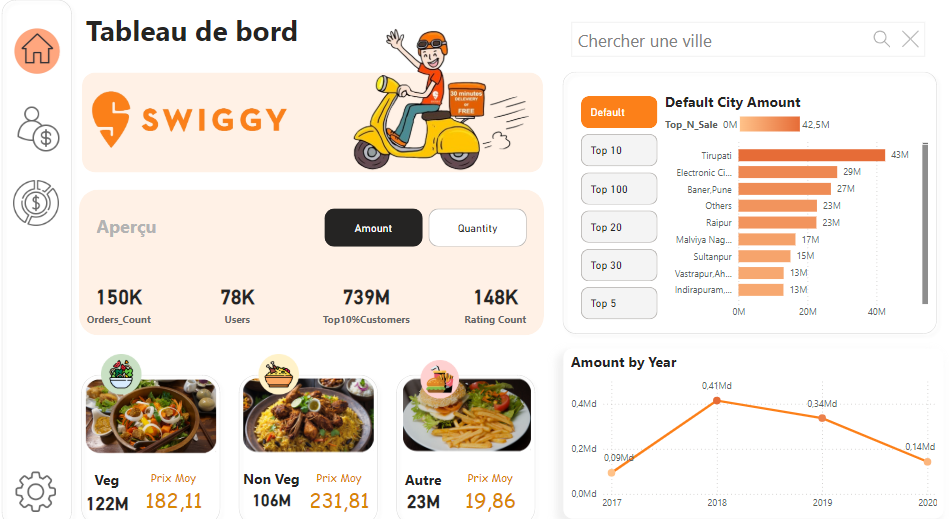 Tableau de bord
Chercher une ville
SWIGGY
30 minutes
DELEVERY
or
FREE
Aperçu
Amount
Quantity
150K
78K
739M
148K
Orders_Count
Users
Top10%Customers
Rating Count
Veg
122M
Prix Moy
182,11
Non Veg
106M
Prix Moy
231,81
Autre
23M
Prix Moy
19,86
Default
Top 10
Top 100
Top 20
Top 30
Top 5
Default City Amount
Top_N_Sale 0M 42,5M
Tirupati 43M
Electronic Ci... 29M
Baner,Pune 27M
Others 23M
Raipur 23M
Malviya Nag... 17M
Sultanpur 15M
Vastrapur,Ah... 13M
Indirapuram,... 13M
0M 20M 40M
Amount by Year
0,4Md
0,2Md
0,0Md
0,09Md
0,41Md
0,34Md
0,14Md
2017 2018 2019 2020